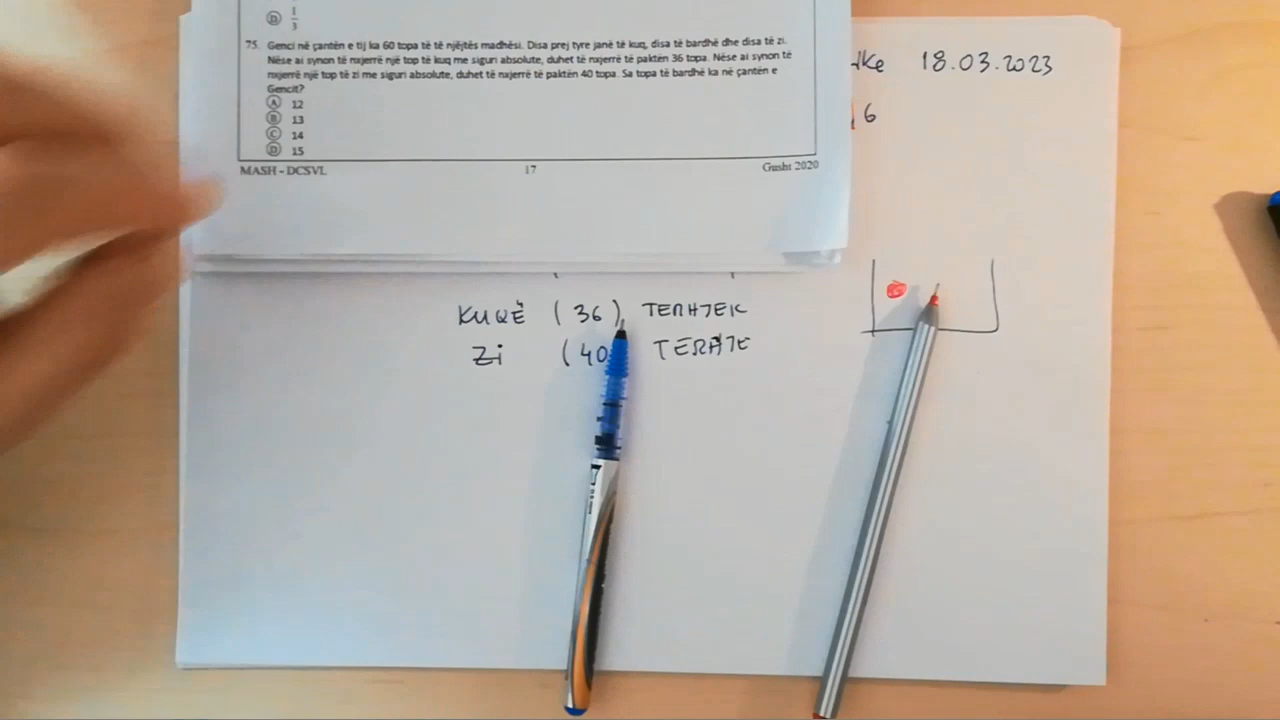 D 1/3
75. Genci në çantën e tij ka 60 topa të të njëjtës madhësi. Disa prej tyre janë të kuq, disa të bardhë dhe disa të zi.
Nëse ai synon të nxjerrë një top të kuq me siguri absolute, duhet të nxjerrë të paktën 36 topa. Nëse ai synon të
nxjerrë një top të zi me siguri absolute, duhet të nxjerrë të paktën 40 topa. Sa topa të bardhë ka në çantën e
Gencit?
A 12
B 13
C 14
D 15
MASH - DCSVL 17 Gusht 2020
18.03.2023
6
KUQË (36) TERHJEK
Zi (40